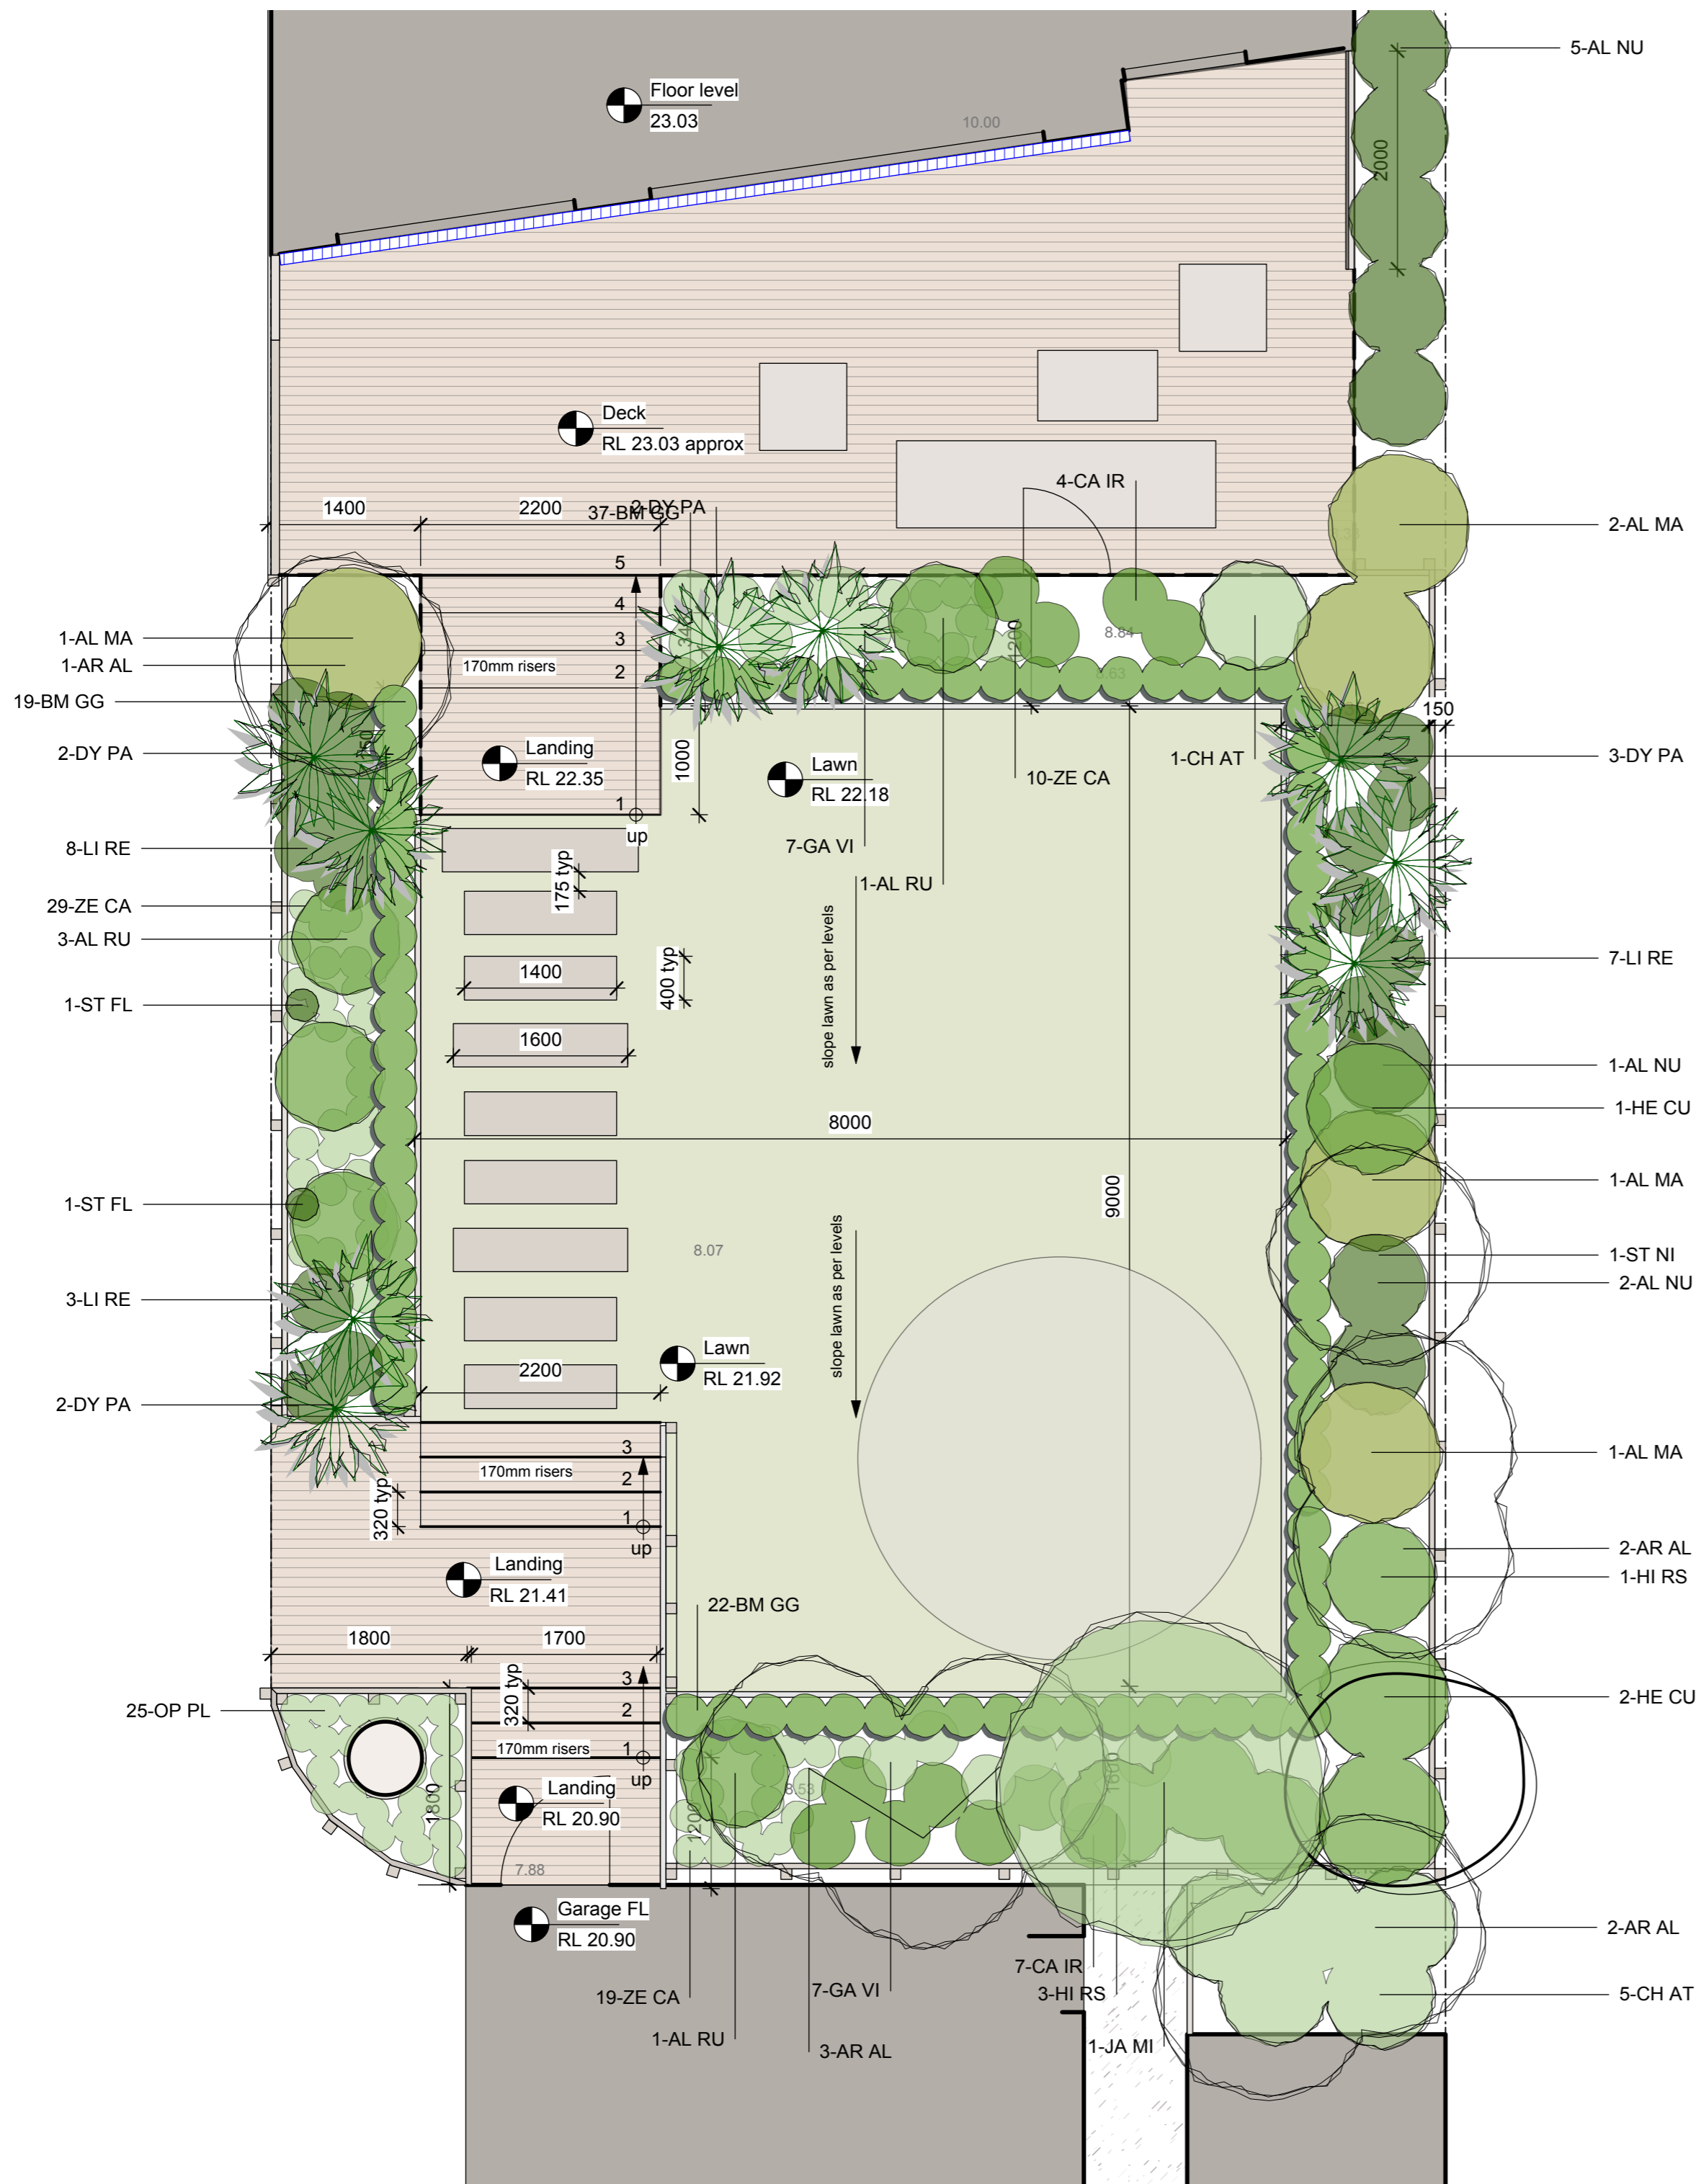 5-AL NU
Floor level
23.03
10.00
2000
Deck
RL 23.03 approx
4-CA IR
1400
2200
37-BM GG
2-DY PA
2-AL MA
5
4
3
2
170mm risers
1
up
1-AL MA
1-AR AL
19-BM GG
2-DY PA
8-LI RE
29-ZE CA
3-AL RU
1-ST FL
1-ST FL
3-LI RE
2-DY PA
1200
8.84
8.63
150
750
Landing
RL 22.35
1000
Lawn
RL 22.18
10-ZE CA
1-CH AT
3-DY PA
7-GA VI
1-AL RU
175 typ
1400
400 typ
1600
slope lawn as per levels
8000
9000
7-LI RE
1-AL NU
1-HE CU
1-AL MA
1-ST NI
2-AL NU
8.07
slope lawn as per levels
Lawn
RL 21.92
2200
1-AL MA
3
170mm risers
2
320 typ
1
up
Landing
RL 21.41
2-AR AL
1-HI RS
22-BM GG
1800
1700
3
320 typ
2
170mm risers
1
up
25-OP PL
2-HE CU
Landing
RL 20.90
1800
7.88
1200
8.53
1600
Garage FL
RL 20.90
2-AR AL
7-CA IR
7-GA VI
3-HI RS
19-ZE CA
5-CH AT
1-AL RU
3-AR AL
1-JA MI